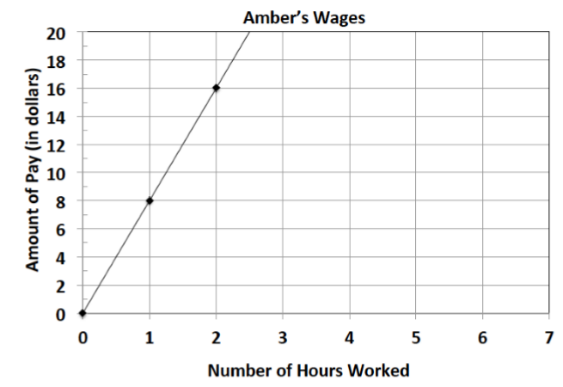 Amber's Wages
Amount of Pay (in dollars)
20
18
16
14
12
10
8
6
4
2
0
0 1 2 3 4 5 6 7
Number of Hours Worked